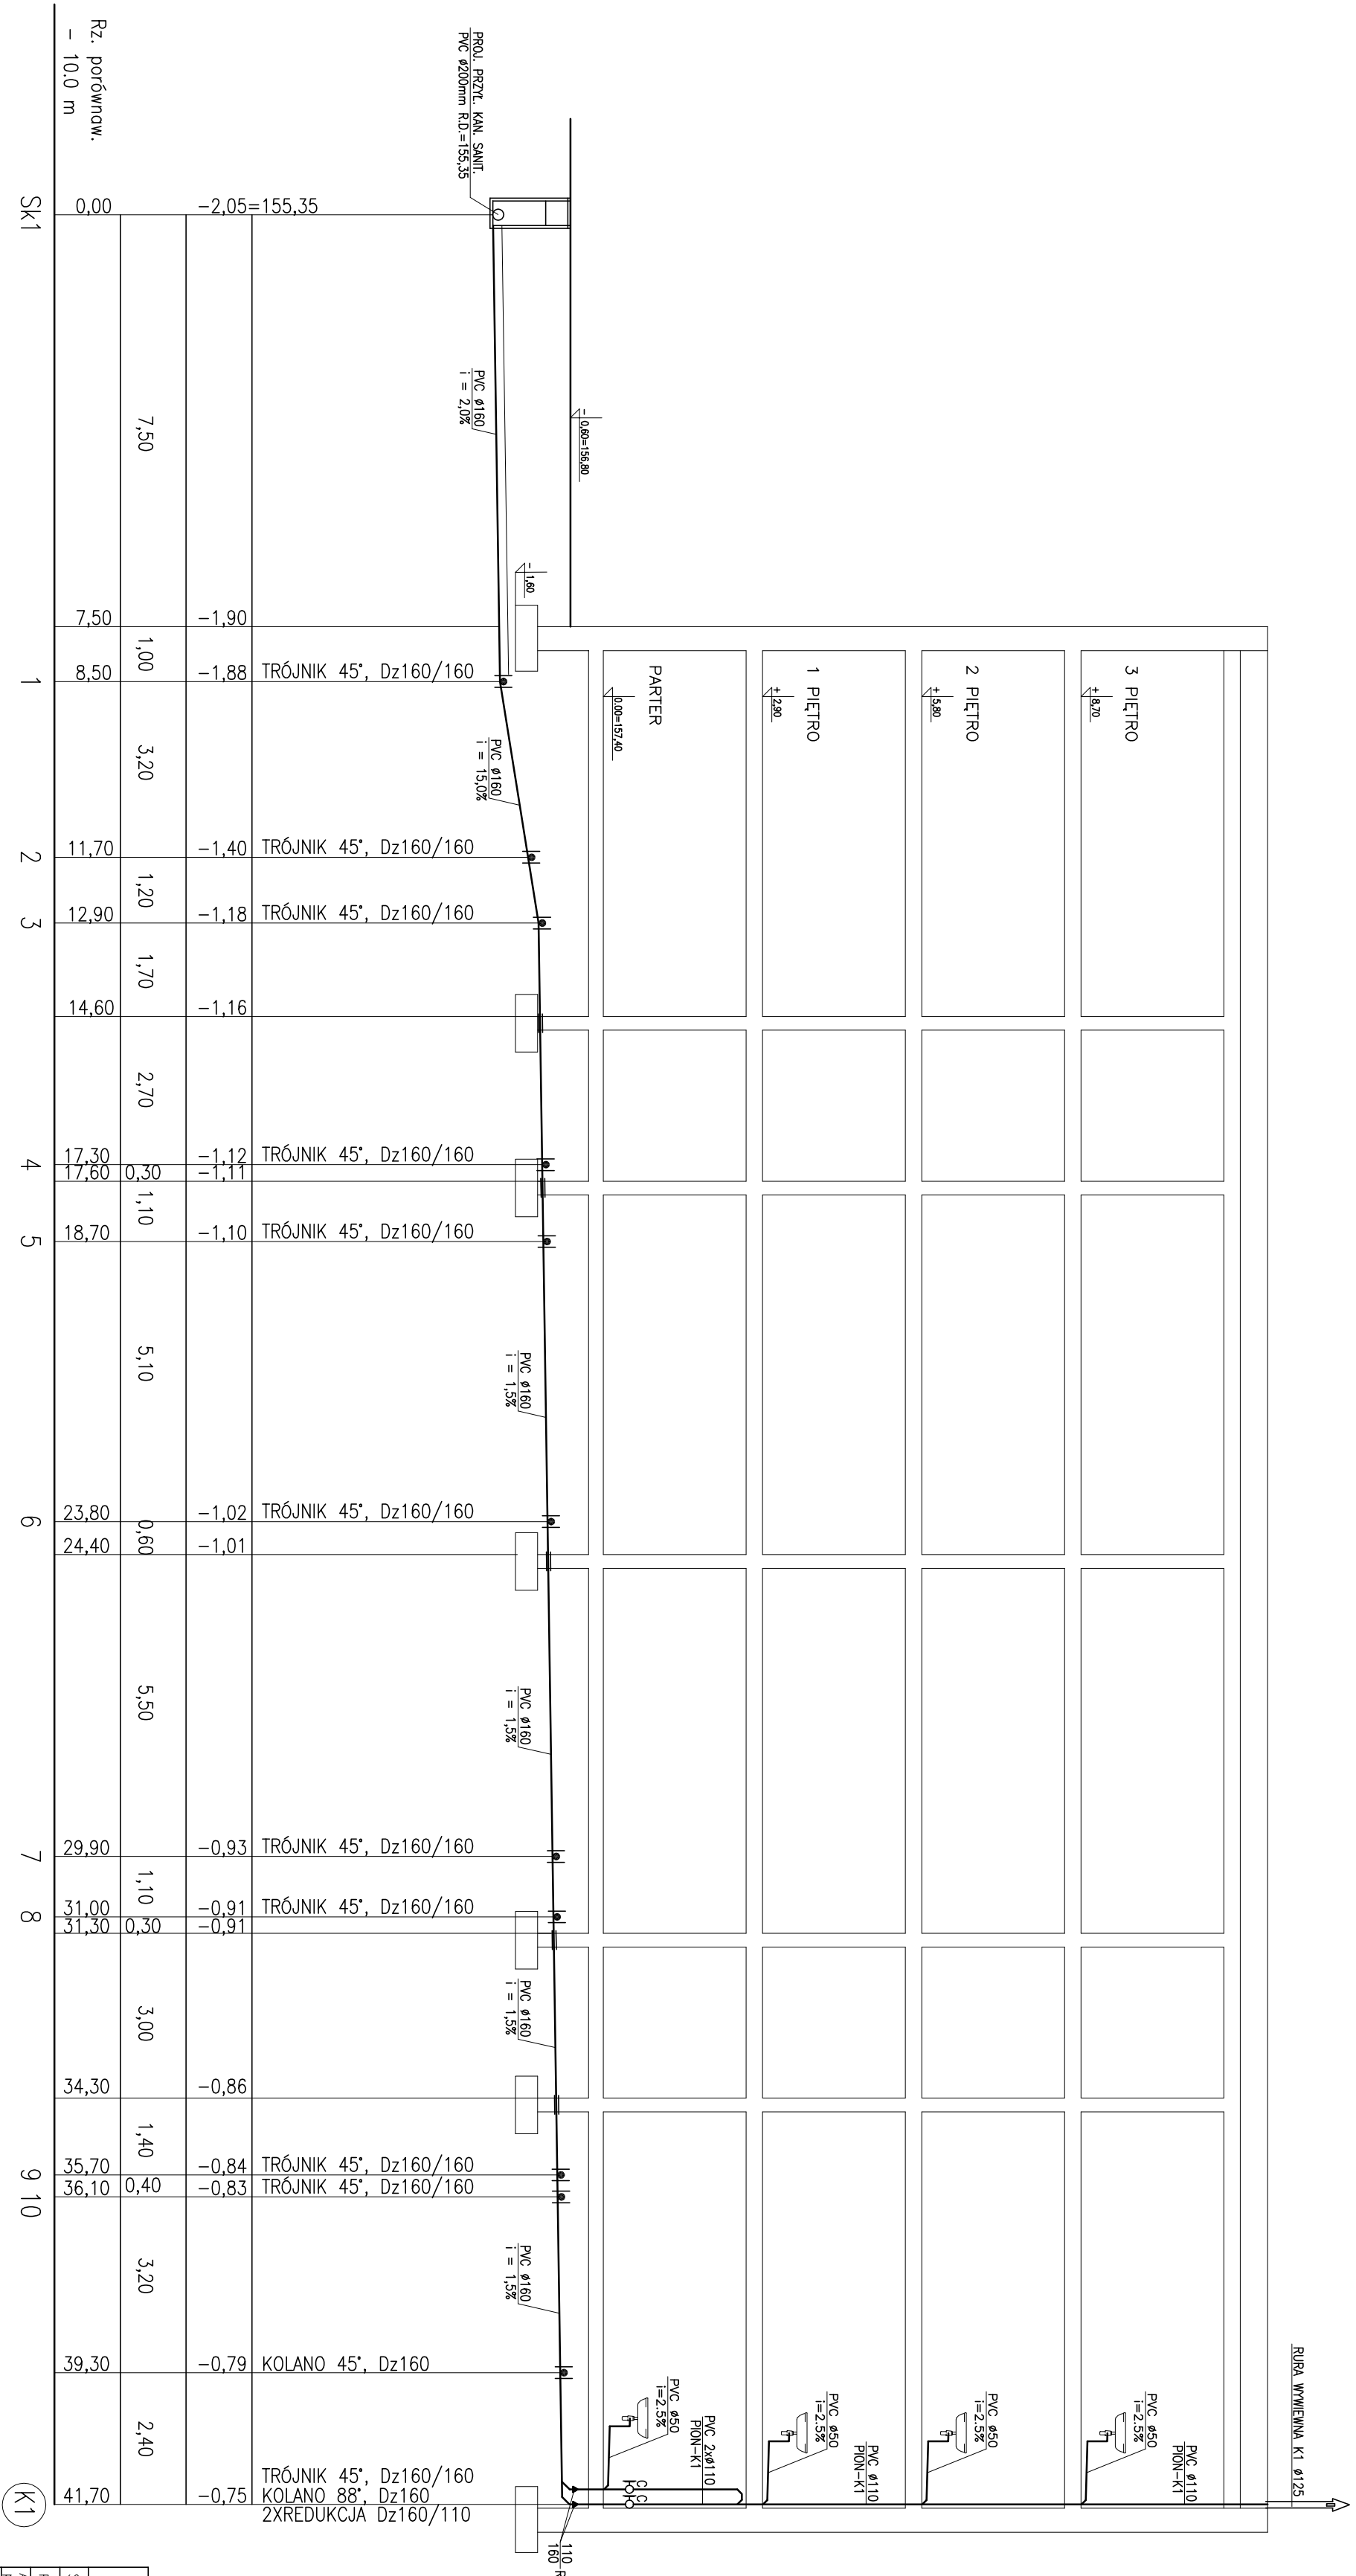 RURA WYWIEWNA K1 ø125
3 PIĘTRO
+ 8,70
PVC ø50
i=2.5%
PVC ø110
PION-K1
2 PIĘTRO
+ 5,80
PVC ø50
i=2.5%
1 PIĘTRO
+ 2,90
PVC ø50
i=2.5%
PVC ø110
PION-K1
PARTER
0.00=157,40
PVC ø50
i=2.5%
PVC 2xø110
PION-K1
C
C
110
160
- 0,60=156,80
- 1,60
PROJ. PRZYŁ. KAN. SANIT.
PVC ø200mm R.D.=155,35
PVC ø160
i = 2,0%
PVC ø160
i = 15,0%
PVC ø160
i = 1,5%
PVC ø160
i = 1,5%
PVC ø160
i = 1,5%
PVC ø160
i = 1,5%
TRÓJNIK 45°, Dz160/160
TRÓJNIK 45°, Dz160/160
TRÓJNIK 45°, Dz160/160
TRÓJNIK 45°, Dz160/160
TRÓJNIK 45°, Dz160/160
TRÓJNIK 45°, Dz160/160
TRÓJNIK 45°, Dz160/160
TRÓJNIK 45°, Dz160/160
TRÓJNIK 45°, Dz160/160
TRÓJNIK 45°, Dz160/160
KOLANO 45°, Dz160
TRÓJNIK 45°, Dz160/160
KOLANO 88°, Dz160
2XREDUKCJA Dz160/110
-2,05=155,35
-1,90
-1,88
-1,40
-1,18
-1,16
-1,12
-1,11
-1,10
-1,02
-1,01
-0,93
-0,91
-0,91
-0,86
-0,84
-0,83
-0,79
-0,75
7,50
1,00
3,20
1,20
1,70
2,70
0,30
1,10
5,10
0,60
5,50
1,10
0,30
3,00
1,40
0,40
3,20
2,40
Rz. porównaw.
- 10.0 m
0,00
7,50
8,50
11,70
12,90
14,60
17,30
17,60
18,70
23,80
24,40
29,90
31,00
31,30
34,30
35,70
36,10
39,30
41,70
Sk1
1
2
3
4
5
6
7
8
9
10
K1